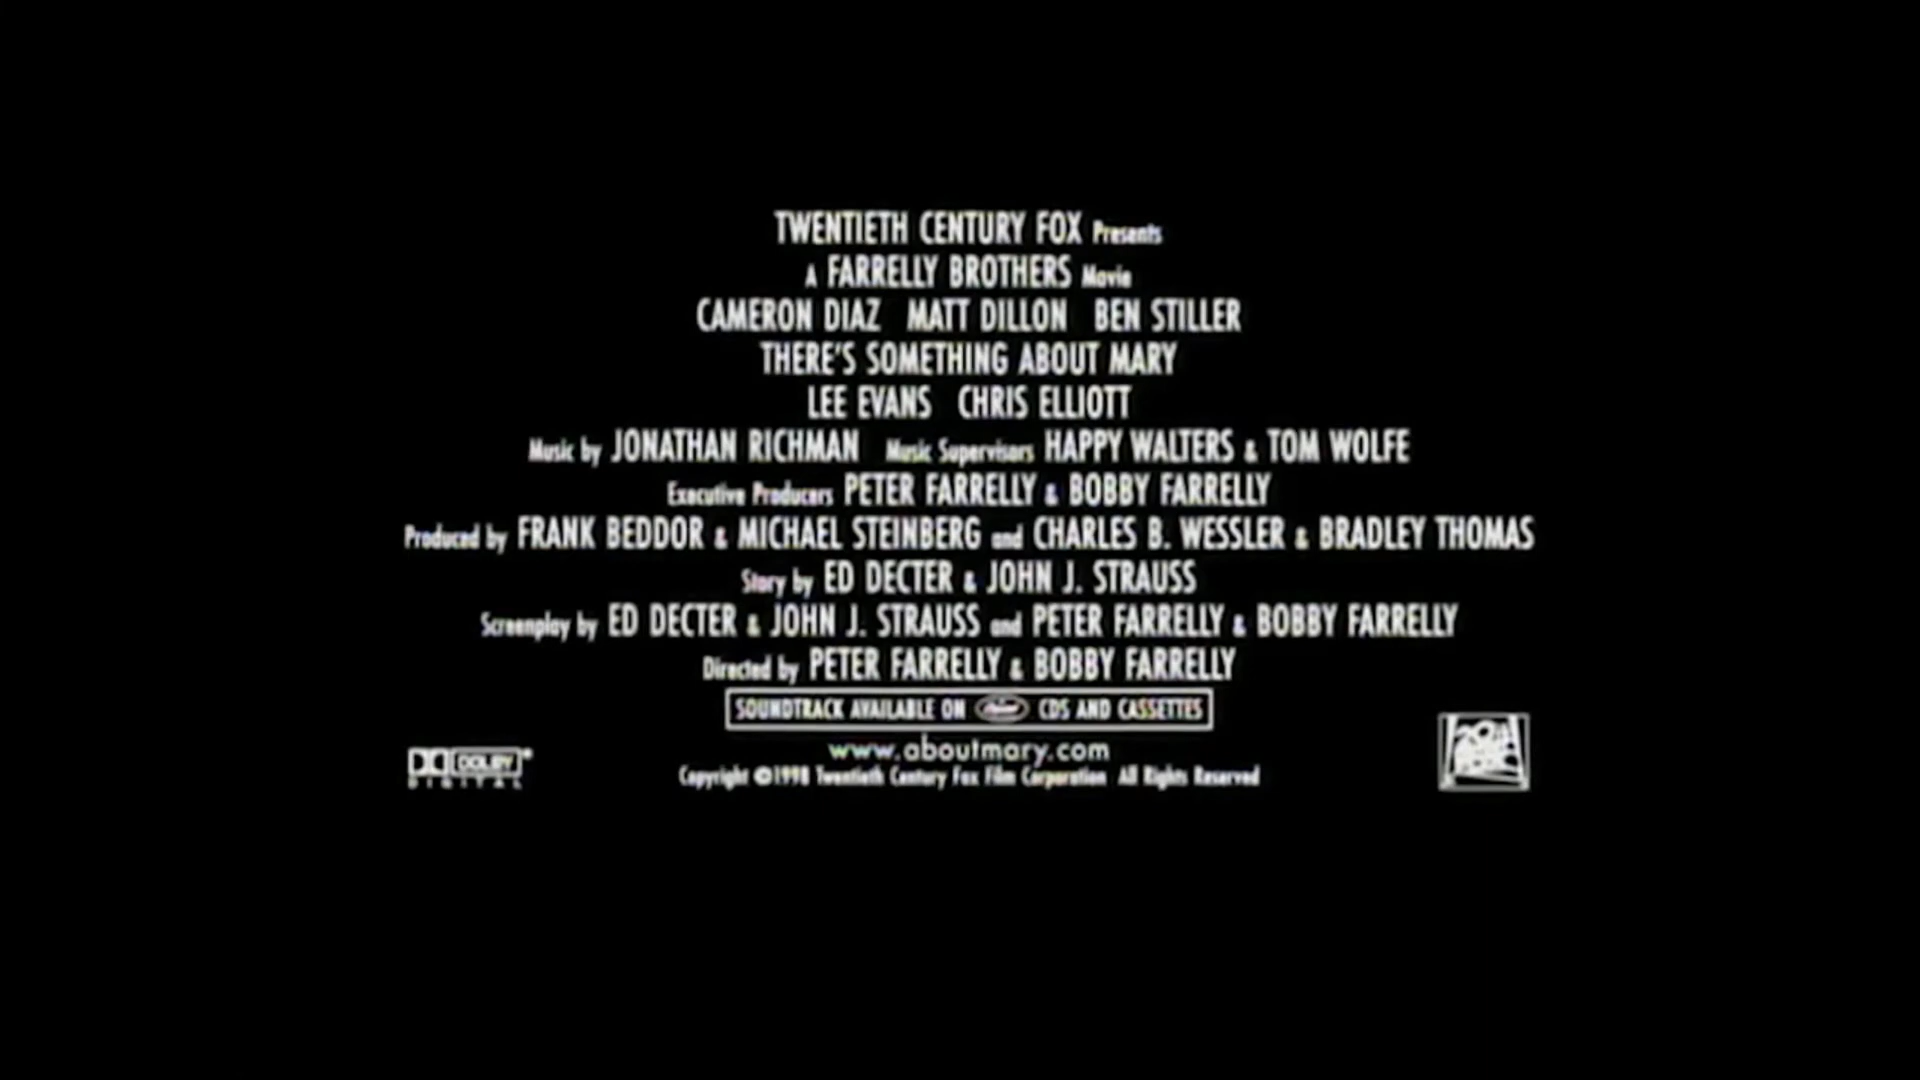 TWENTIETH CENTURY FOX Presents
A FARRELLY BROTHERS Movie
CAMERON DIAZ MATT DILLON BEN STILLER
THERE'S SOMETHING ABOUT MARY
LEE EVANS CHRIS ELLIOTT
Music by JONATHAN RICHMAN Music Supervisors HAPPY WALTERS & TOM WOLFE
Executive Producers PETER FARRELLY & BOBBY FARRELLY
Produced by FRANK BEDDOR & MICHAEL STEINBERG and CHARLES B. WESSLER & BRADLEY THOMAS
Story by ED DECTER & JOHN J. STRAUSS
Screenplay by ED DECTER & JOHN J. STRAUSS and PETER FARRELLY & BOBBY FARRELLY
Directed by PETER FARRELLY & BOBBY FARRELLY
SOUNDTRACK AVAILABLE ON CDS AND CASSETTES
www.aboutmary.com
DOLBY
DIGITAL
Copyright ©1998 Twentieth Century Fox Film Corporation All Rights Reserved